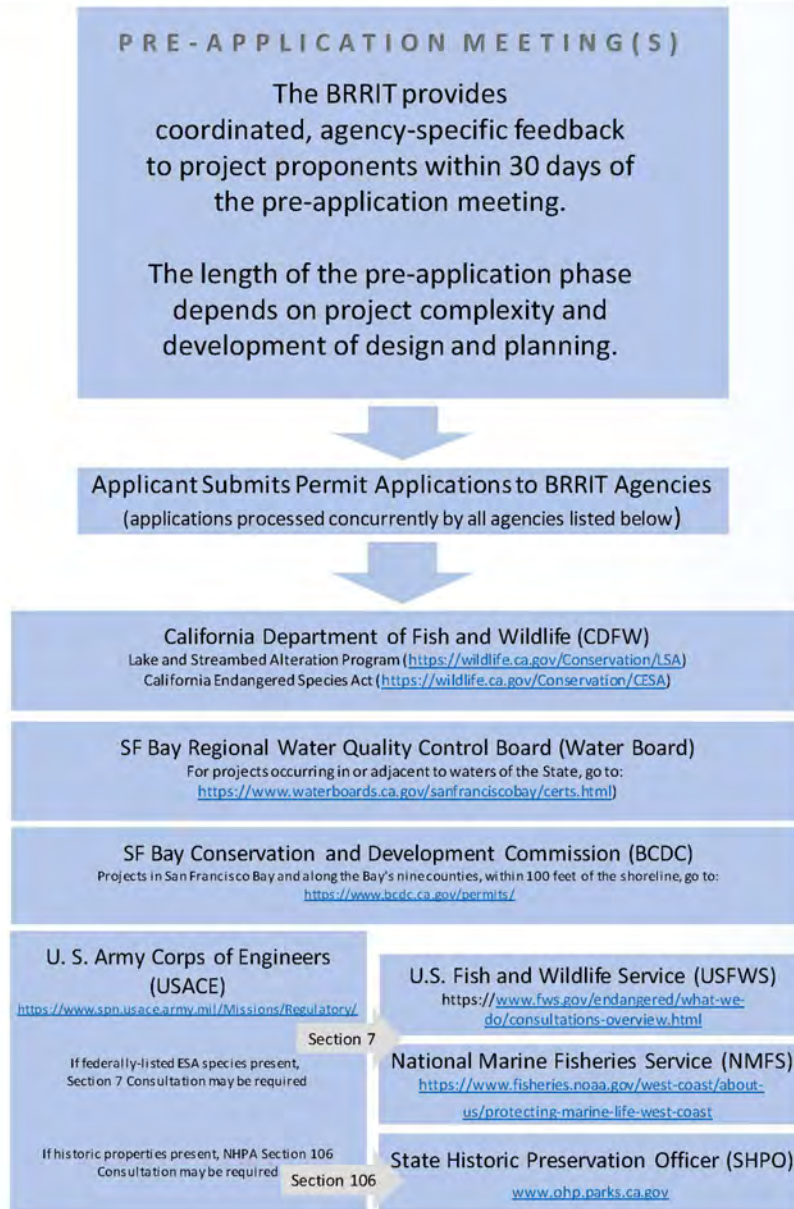 PRE-APPLICATION MEETING(S)
The BRRIT provides
coordinated, agency-specific feedback
to project proponents within 30 days of
the pre-application meeting.
The length of the pre-application phase
depends on project complexity and
development of design and planning.
Applicant Submits Permit Applications to BRRIT Agencies
(applications processed concurrently by all agencies listed below)
California Department of Fish and Wildlife (CDFW)
Lake and Streambed Alteration Program (https://wildlife.ca.gov/Conservation/LSA)
California Endangered Species Act (https://wildlife.ca.gov/Conservation/CESA)
SF Bay Regional Water Quality Control Board (Water Board)
For projects occurring in or adjacent to waters of the State, go to:
https://www.waterboards.ca.gov/sanfranciscobay/certs.html)
SF Bay Conservation and Development Commission (BCDC)
Projects in San Francisco Bay and along the Bay's nine counties, within 100 feet of the shoreline, go to:
https://www.bcdc.ca.gov/permits/
U. S. Army Corps of Engineers
(USACE)
https://www.spn.usace.army.mil/Missions/Regulatory/
Section 7
If federally-listed ESA species present,
Section 7 Consultation may be required
If historic properties present, NHPA Section 106
Consultation may be required
Section 106
U.S. Fish and Wildlife Service (USFWS)
https://www.fws.gov/endangered/what-we-
do/consultations-overview.html
National Marine Fisheries Service (NMFS)
https://www.fisheries.noaa.gov/west-coast/about-
us/protecting-marine-life-west-coast
State Historic Preservation Officer (SHPO)
www.ohp.parks.ca.gov